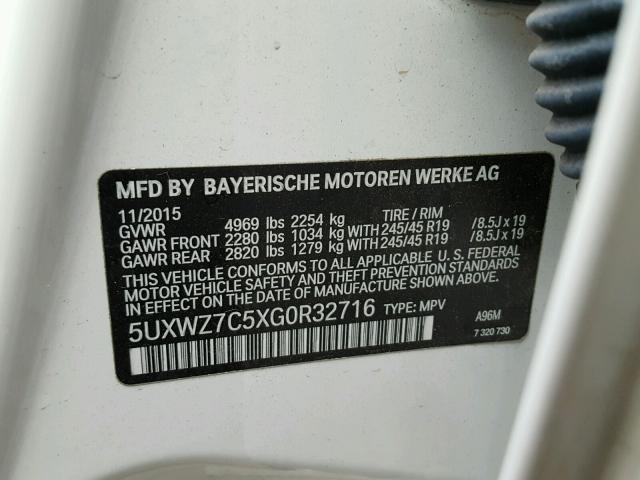 MFD BY BAYERISCHE MOTOREN WERKE AG
11/2015
GVWR 4969 lbs 2254 kg TIRE / RIM
GAWR FRONT 2280 lbs 1034 kg WITH 245/45 R19 / 8.5J x 19
GAWR REAR 2820 lbs 1279 kg WITH 245/45 R19 / 8.5J x 19
THIS VEHICLE CONFORMS TO ALL APPLICABLE U. S. FEDERAL
MOTOR VEHICLE SAFETY AND THEFT PREVENTION STANDARDS
IN EFFECT ON THE DATE OF MANUFACTURE SHOWN ABOVE.
5UXWZ7C5XG0R32716 TYPE: MPV A96M
7 320 730